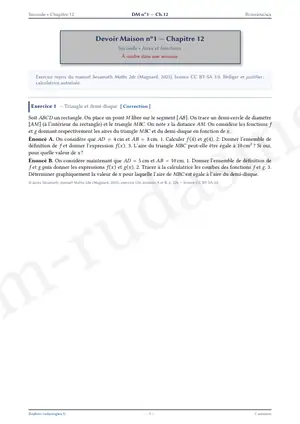 Seconde • Chapitre 12
DM n°1 — Ch.12
Devoir Maison n°1 — Chapitre 12
Seconde • Aires et fonctions
À rendre dans une semaine
Exercice repris du manuel Sesamath Maths 2de (Magnard, 2025), licence CC BY-SA 3.0. Rédiger et justifier ;
calculatrice autorisée
Exercice 1 – Triangle et demi-disque [Correction]
Soit ABCD un rectangle. On place un point M libre sur le segment [AB]. On trace un demi-cercle de diamètre
[AM] (à l'intérieur du rectangle) et le triangle MBC. On note x la distance AM. On considère les fonctions f
et g donnant respectivement les aires du triangle MBC et du demi-disque en fonction de x.
Énoncé A. On considère que AD = 4 cm et AB = 8 cm. 1. Calculer f(4) et g(4). 2. Donner l'ensemble de
définition de f et donner l'expression f(x). 3. L'aire du triangle MBC peut-elle être égale à 10 cm² ? Si oui,
pour quelle valeur de x ?
Énoncé B. On considère maintenant que AD = 5 cm et AB = 10 cm. 1. Donner l'ensemble de définition de
f et g puis donner les expressions f(x) et g(x). 2. Tracer à la calculatrice les courbes des fonctions f et g. 3.
Déterminer graphiquement la valeur de x pour laquelle l'aire de MBC est égale à l'aire du demi-disque.